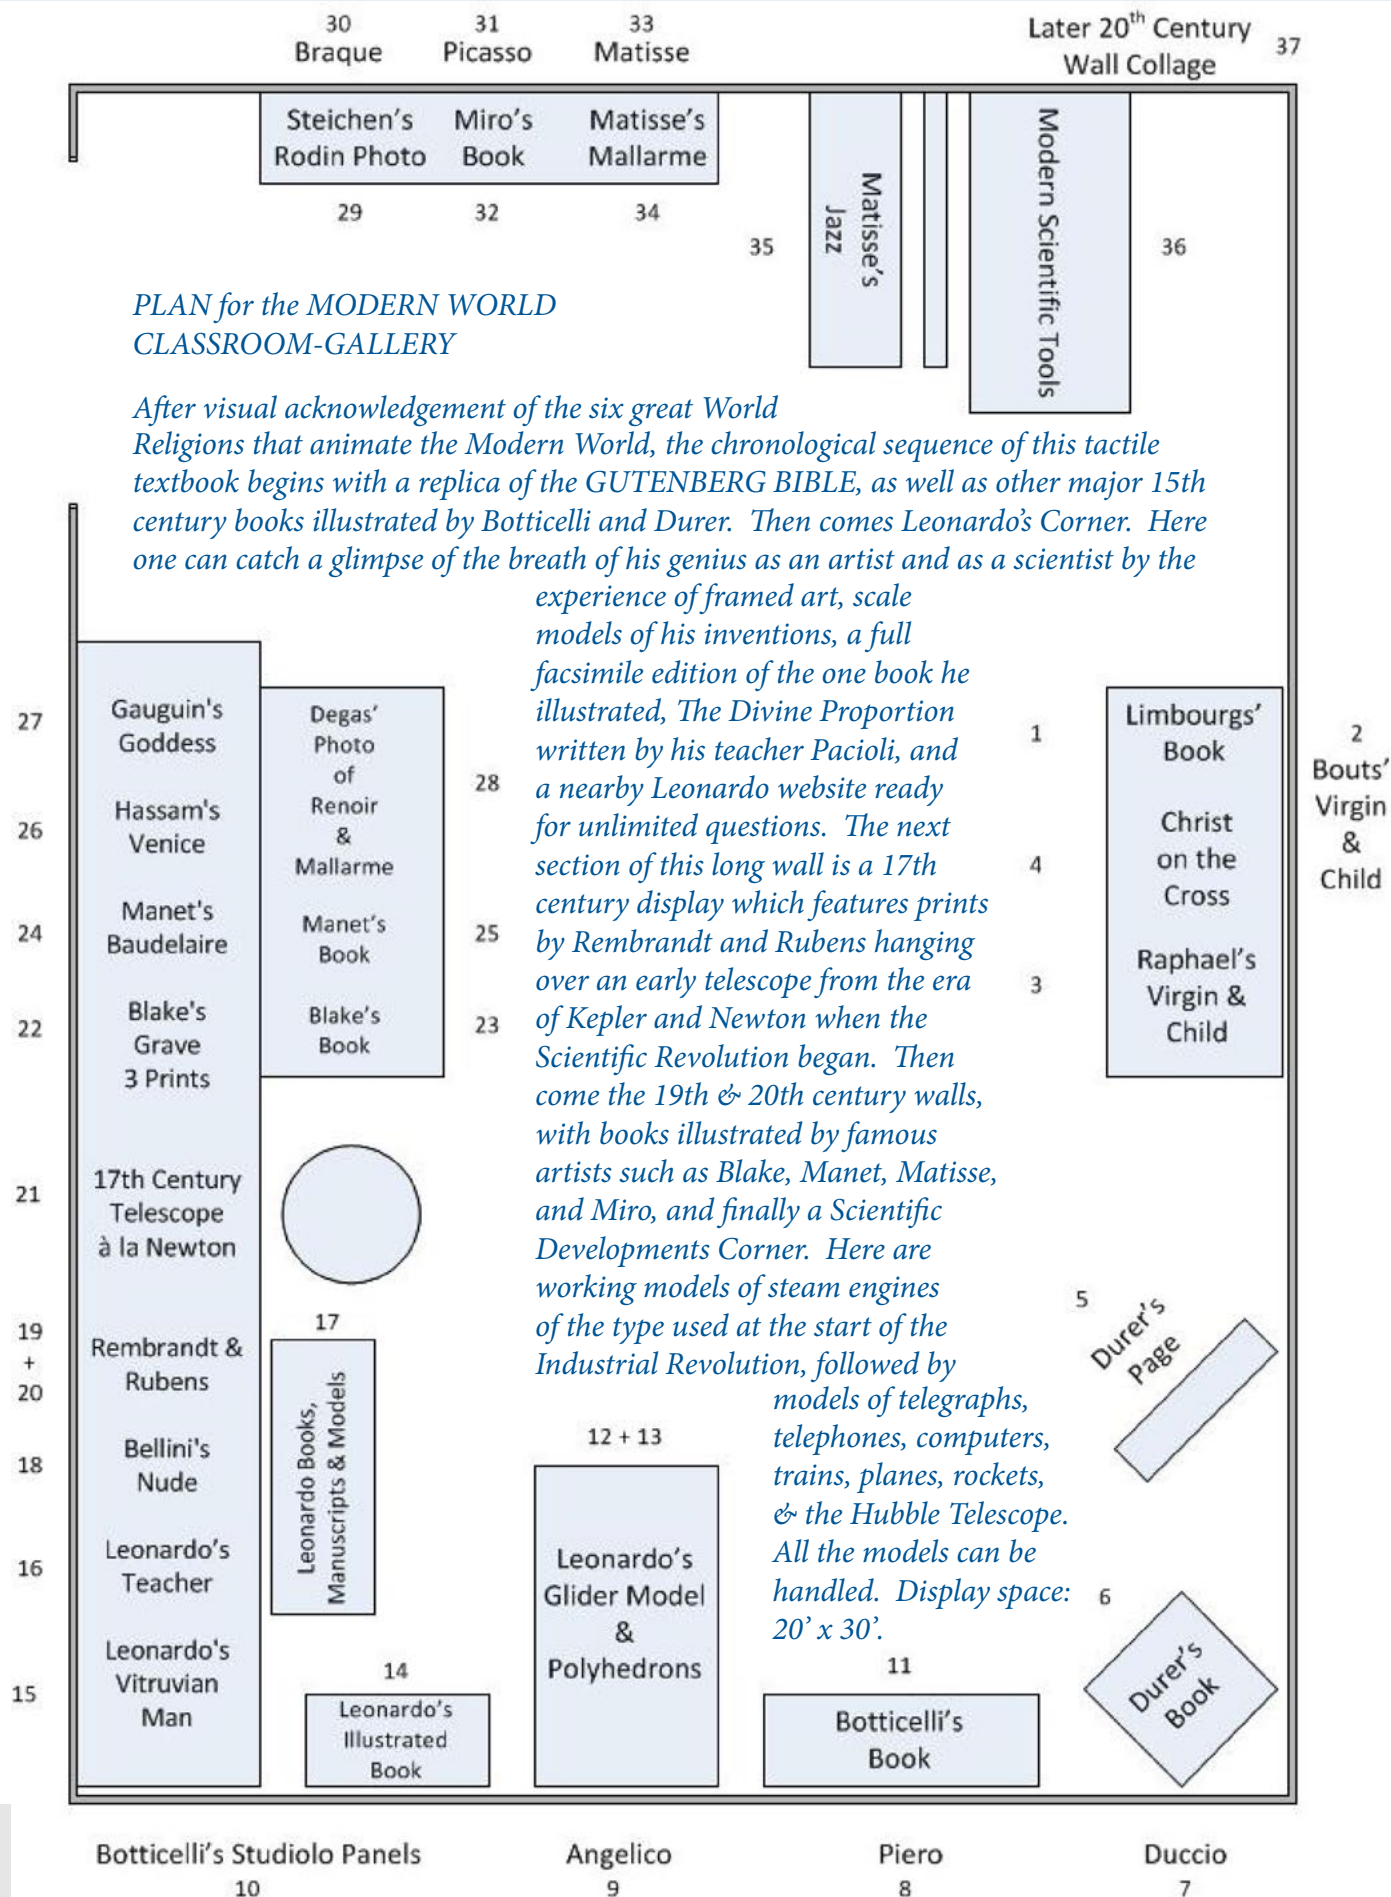 30
Braque
31
Picasso
33
Matisse
Later 20th Century
Wall Collage
37
Steichen's
Rodin Photo
Miro's
Book
Matisse's
Mallarme
29
32
34
35
Matisse's
Jazz
Modern Scientific Tools
36
PLAN for the MODERN WORLD
CLASSROOM-GALLERY
After visual acknowledgement of the six great World
Religions that animate the Modern World, the chronological sequence of this tactile
textbook begins with a replica of the GUTENBERG BIBLE, as well as other major 15th
century books illustrated by Botticelli and Durer. Then comes Leonardo's Corner. Here
one can catch a glimpse of the breath of his genius as an artist and as a scientist by the
experience of framed art, scale
models of his inventions, a full
facsimile edition of the one book he
illustrated, The Divine Proportion
written by his teacher Pacioli, and
a nearby Leonardo website ready
for unlimited questions. The next
section of this long wall is a 17th
century display which features prints
by Rembrandt and Rubens hanging
over an early telescope from the era
of Kepler and Newton when the
Scientific Revolution began. Then
come the 19th & 20th century walls,
with books illustrated by famous
artists such as Blake, Manet, Matisse,
and Miro, and finally a Scientific
Developments Corner. Here are
working models of steam engines
of the type used at the start of the
Industrial Revolution, followed by
models of telegraphs,
telephones, computers,
trains, planes, rockets,
& the Hubble Telescope.
All the models can be
handled. Display space:
20' x 30'.
27
Gauguin's
Goddess
26
Hassam's
Venice
24
Manet's
Baudelaire
22
Blake's
Grave
3 Prints
21
17th Century
Telescope
à la Newton
19
+
20
Rembrandt &
Rubens
18
Bellini's
Nude
16
Leonardo's
Teacher
15
Leonardo's
Vitruvian
Man
Degas'
Photo
of
Renoir
&
Mallarme
28
Manet's
Book
25
Blake's
Book
23
17
Leonardo Books,
Manuscripts & Models
14
Leonardo's
Illustrated
Book
12 + 13
Leonardo's
Glider Model
&
Polyhedrons
11
Botticelli's
Book
1
Limbourgs'
Book
4
Christ
on the
Cross
3
Raphael's
Virgin &
Child
2
Bouts'
Virgin
&
Child
5
Durer's
Page
6
Durer's
Book
Botticelli's Studiolo Panels
10
Angelico
9
Piero
8
Duccio
7